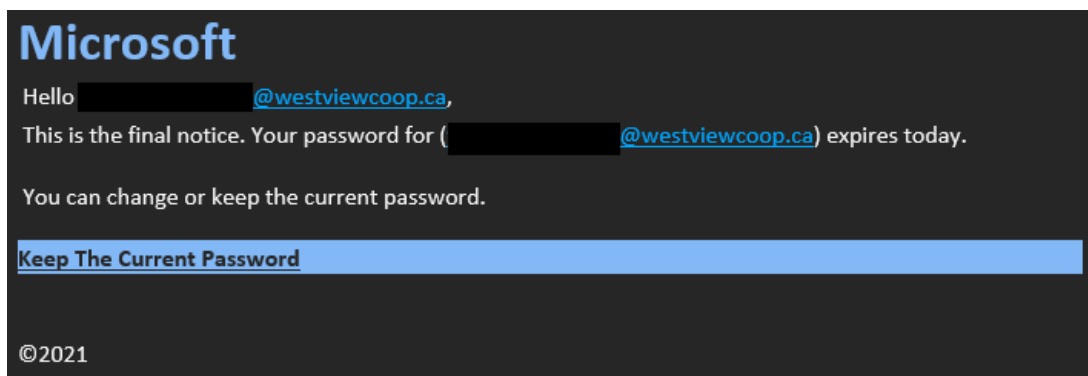 Microsoft
Hello @westviewcoop.ca,
This is the final notice. Your password for (@westviewcoop.ca) expires today.
You can change or keep the current password.
Keep The Current Password
©2021